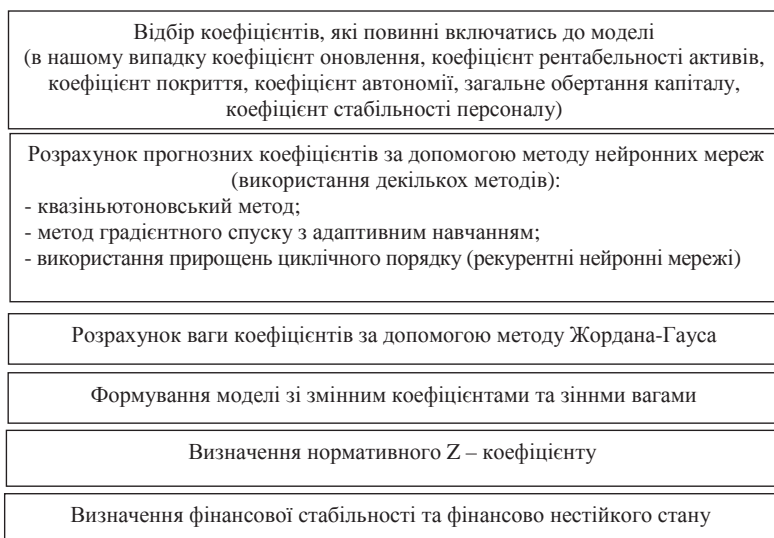 Відбір коефіцієнтів, які повинні включатись до моделі
(в нашому випадку коефіцієнт оновлення, коефіцієнт рентабельності активів,
коефіцієнт покриття, коефіцієнт автономії, загальне обертання капіталу,
коефіцієнт стабільності персоналу)
Розрахунок прогнозних коефіцієнтів за допомогою методу нейронних мереж
(використання декількох методів):
- квазіньютоновський метод;
- метод градієнтного спуску з адаптивним навчанням;
- використання прирощень циклічного порядку (рекурентні нейронні мережі)
Розрахунок ваги коефіцієнтів за допомогою методу Жордана-Гауса
Формування моделі зі змінним коефіцієнтами та зіннми вагами
Визначення нормативного Z – коефіцієнту
Визначення фінансової стабільності та фінансово нестійкого стану